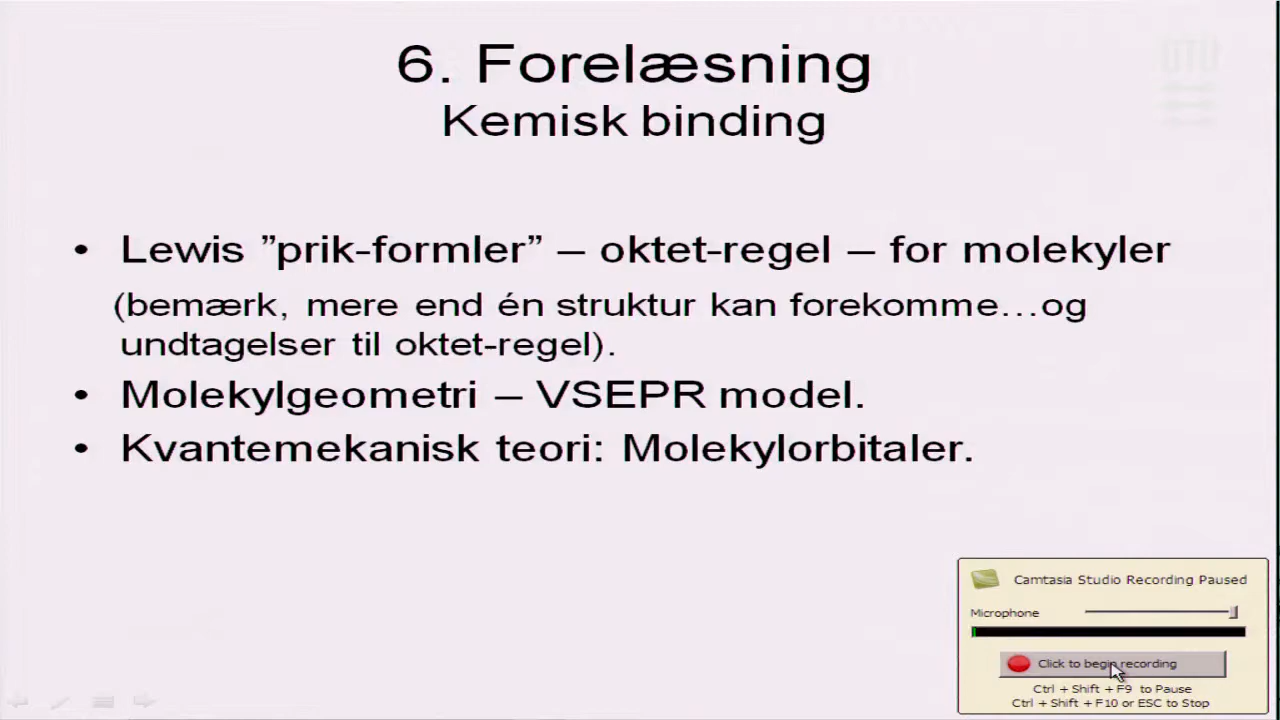 6. Forelæsning
Kemisk binding
DTU
• Lewis ”prik-formler” – oktet-regel – for molekyler
(bemærk, mere end én struktur kan forekomme…og
undtagelser til oktet-regel).
• Molekylgeometri – VSEPR model.
• Kvantemekanisk teori: Molekylorbitaler.
Camtasia Studio Recording Paused
Microphone
Click to begin recording
Ctrl + Shift + F9 to Pause
Ctrl + Shift + F10 or ESC to Stop